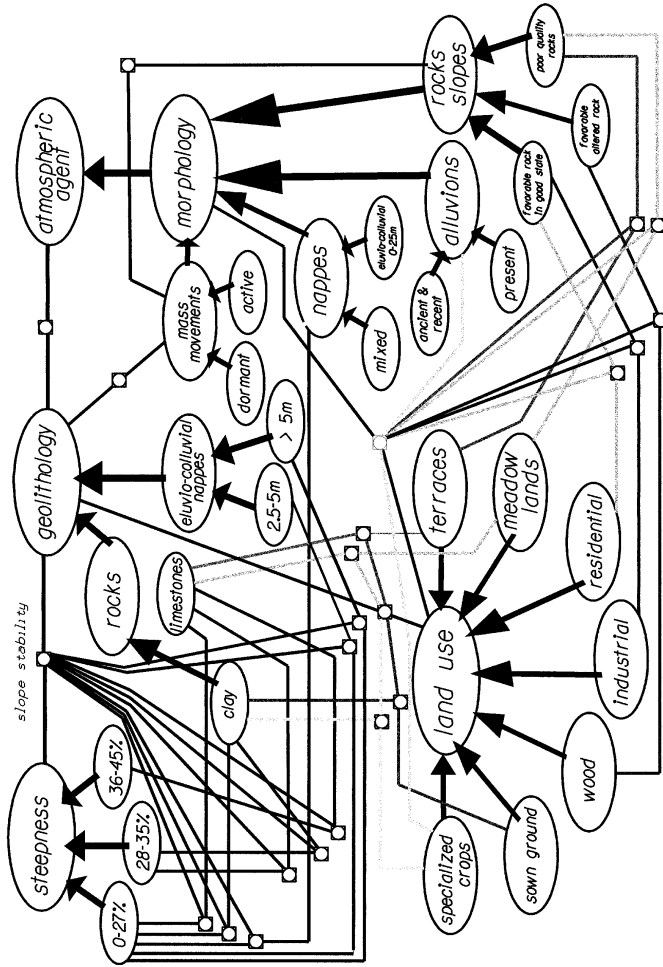 slope stability
steepness
geolithology
atmospheric
agent
0-27%
28-35%
36-45%
rocks
limestones
clay
eluvio-colluvial
nappes
2.5-5m
> 5m
mass
movements
dormant
active
morphology
nappes
mixed
eluvio-colluvial
0-25m
alluvions
ancient &
recent
present
rocks
slopes
favorable rock
in good state
favorable
altered rock
poor quality
rocks
land use
specialized
crops
sown ground
wood
industrial
residential
meadow
lands
terraces